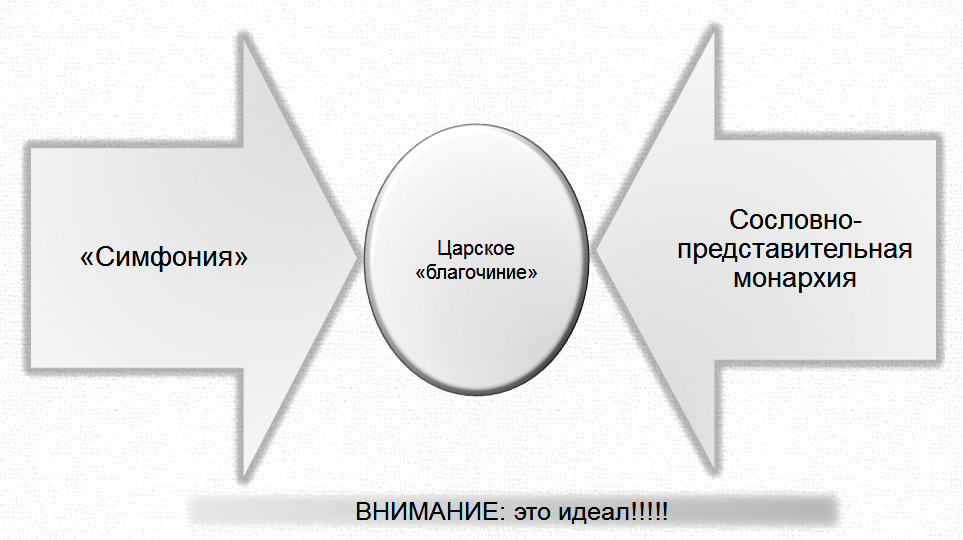 «Симфония»
Царское
«благочиние»
Сословно-
представительная
монархия
ВНИМАНИЕ: это идеал!!!!!